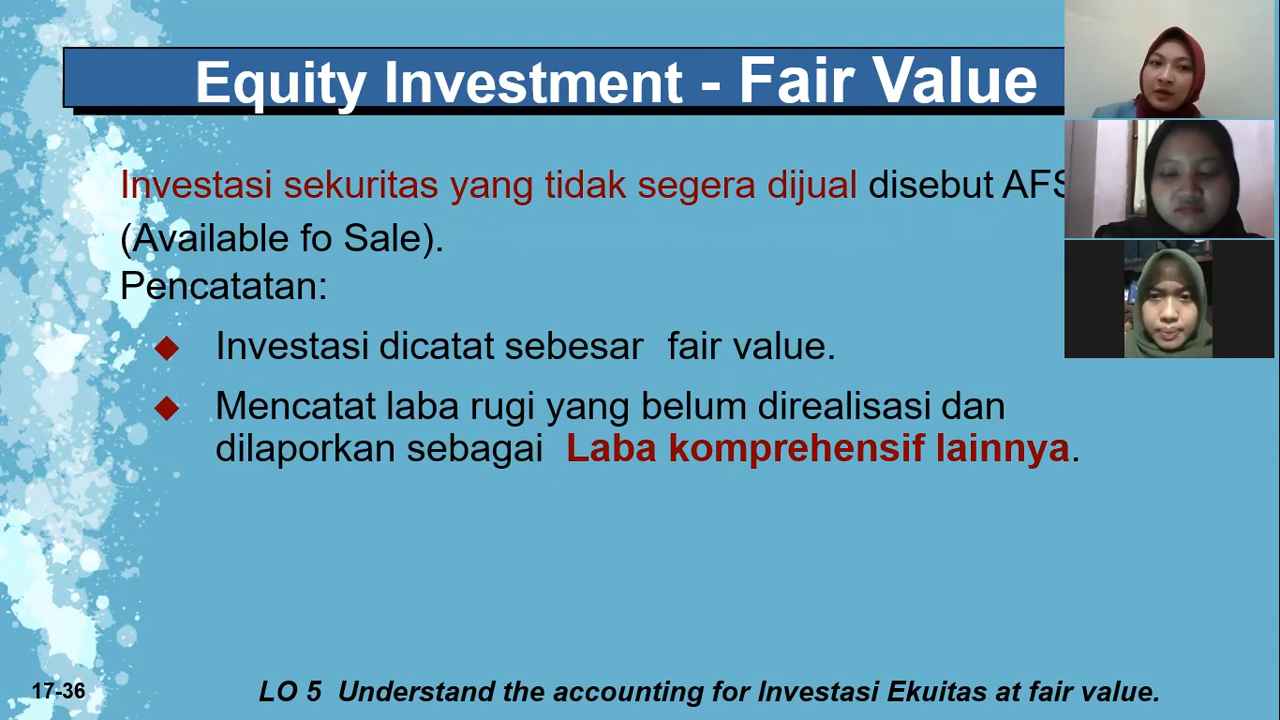 Equity Investment - Fair Value
Investasi sekuritas yang tidak segera dijual disebut AFS
(Available fo Sale).
Pencatatan:
Investasi dicatat sebesar fair value.
Mencatat laba rugi yang belum direalisasi dan
dilaporkan sebagai Laba komprehensif lainnya.
17-36
LO 5 Understand the accounting for Investasi Ekuitas at fair value.